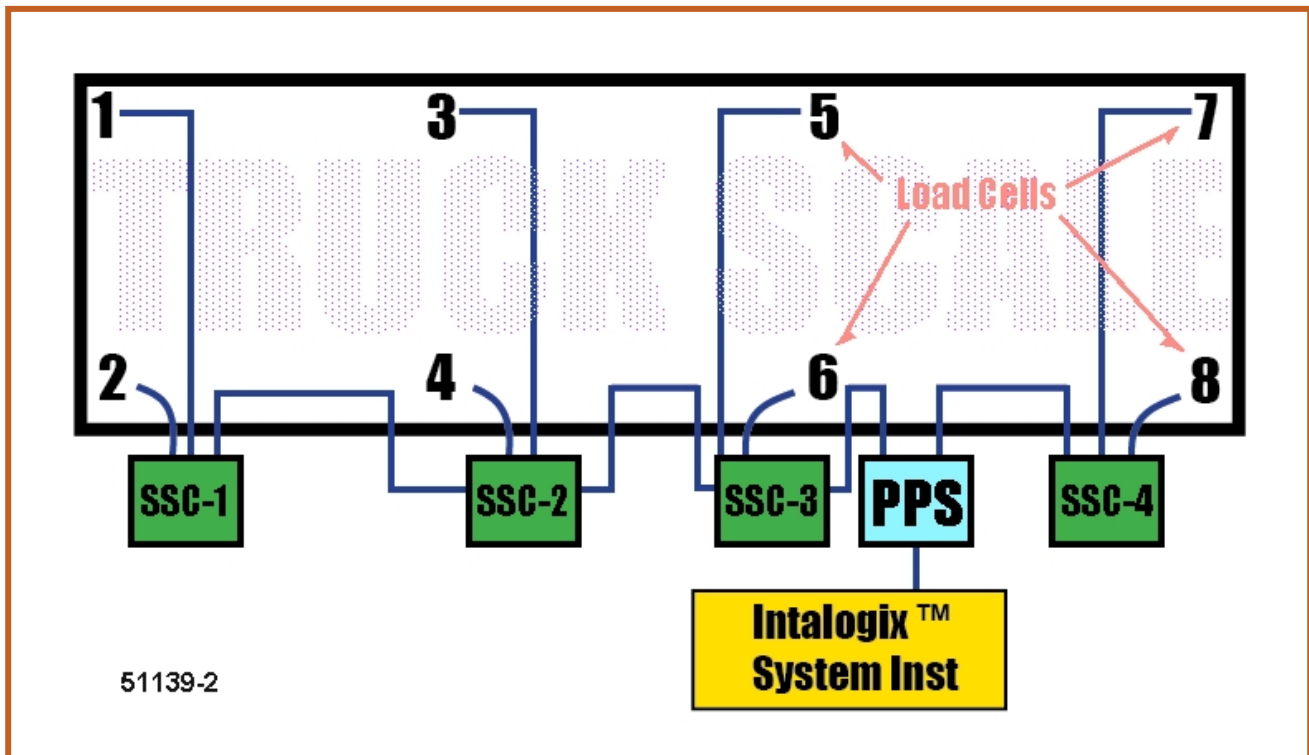 1
3
5
7
TRUCK SCALE
Load Cells
2
4
6
8
SSC-1
SSC-2
SSC-3
PPS
SSC-4
Intalogix ™
System Inst
51139-2